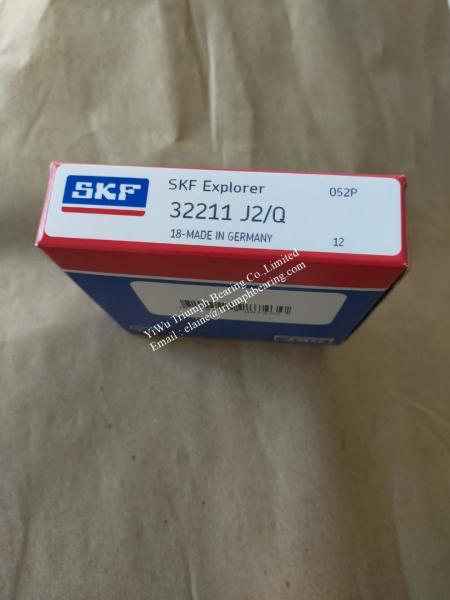 SKF
SKF Explorer
052P
32211 J2/Q
18-MADE IN GERMANY
12
YiWu Triumph Bearing Co.,Limited
Email : elaine@triumphbearing.com